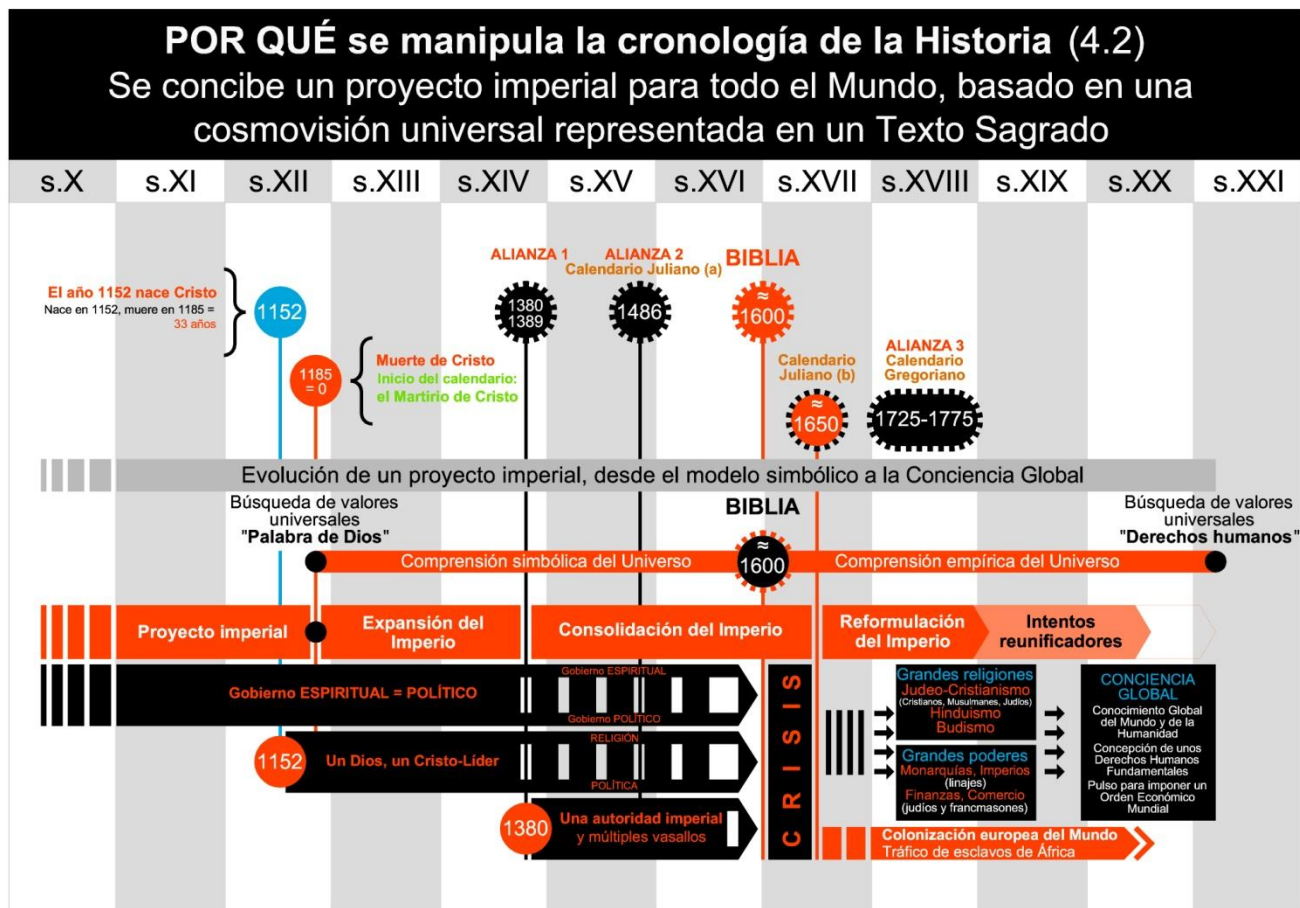 POR QUÉ se manipula la cronología de la Historia (4.2)
Se concibe un proyecto imperial para todo el Mundo, basado en una
cosmovisión universal representada en un Texto Sagrado
s.X s.XI s.XII s.XIII s.XIV s.XV s.XVI s.XVII s.XVIII s.XIX s.XX s.XXI
El año 1152 nace Cristo
Nace en 1152, muere en 1185 =
33 años
1152
1185
= 0
Muerte de Cristo
Inicio del calendario:
el Martirio de Cristo
ALIANZA 1
1380
1389
ALIANZA 2
Calendario Juliano (a)
1486
BIBLIA
≈
1600
Calendario
Juliano (b)
≈
1650
ALIANZA 3
Calendario
Gregoriano
1725-1775
Evolución de un proyecto imperial, desde el modelo simbólico a la Conciencia Global
Búsqueda de valores
universales
"Palabra de Dios"
BIBLIA
≈
1600
Búsqueda de valores
universales
"Derechos humanos"
Comprensión simbólica del Universo
Comprensión empírica del Universo
Proyecto imperial
Expansión del
Imperio
Consolidación del Imperio
Reformulación
del Imperio
Intentos
reunificadores
Gobierno ESPIRITUAL = POLÍTICO
Gobierno ESPIRITUAL
Gobierno POLÍTICO
1152
Un Dios, un Cristo-Líder
RELIGIÓN
POLÍTICA
1380
Una autoridad imperial
y múltiples vasallos
CRISIS
Grandes religiones
Judeo-Cristianismo
(Cristianos, Musulmanes, Judíos)
Hinduismo
Budismo
Grandes poderes
Monarquías, Imperios
(linajes)
Finanzas, Comercio
(judíos y francmasones)
CONCIENCIA
GLOBAL
Conocimiento Global
del Mundo y de la
Humanidad
Concepción de unos
Derechos Humanos
Fundamentales
Pulso para imponer un
Orden Económico
Mundial
Colonización europea del Mundo
Tráfico de esclavos de África